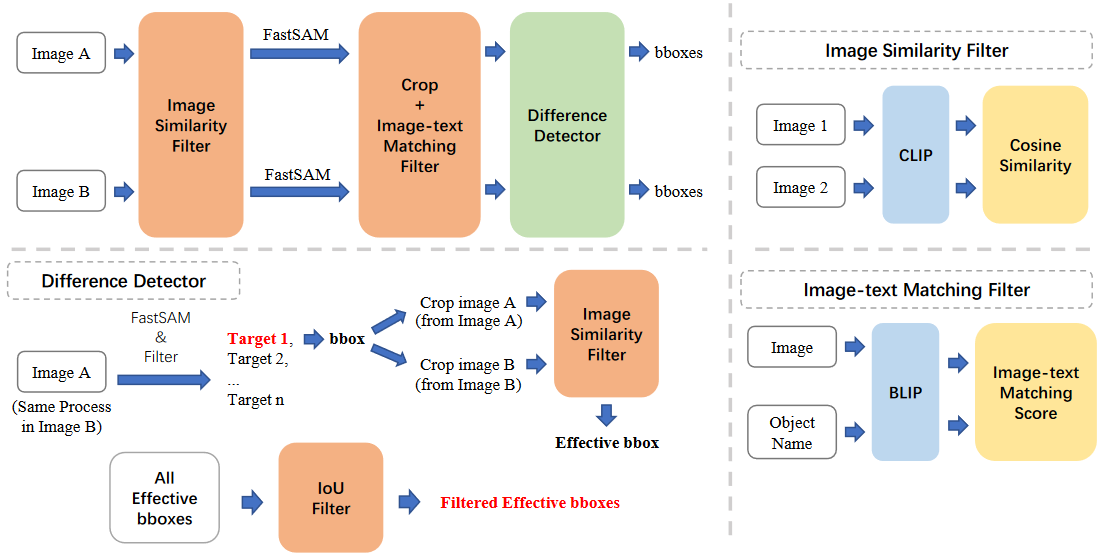 Image A
Image B
Image
Similarity
Filter
FastSAM
FastSAM
Crop
+
Image-text
Matching
Filter
Difference
Detector
bboxes
bboxes
Image Similarity Filter
Image 1
Image 2
CLIP
Cosine
Similarity
Difference Detector
FastSAM
&
Filter
Image A
(Same Process
in Image B)
Target 1,
Target 2,
...
Target n
bbox
Crop image A
(from Image A)
Crop image B
(from Image B)
Image
Similarity
Filter
Effective bbox
All
Effective
bboxes
IoU
Filter
Filtered Effective bboxes
Image-text Matching Filter
Image
Object
Name
BLIP
Image-text
Matching
Score